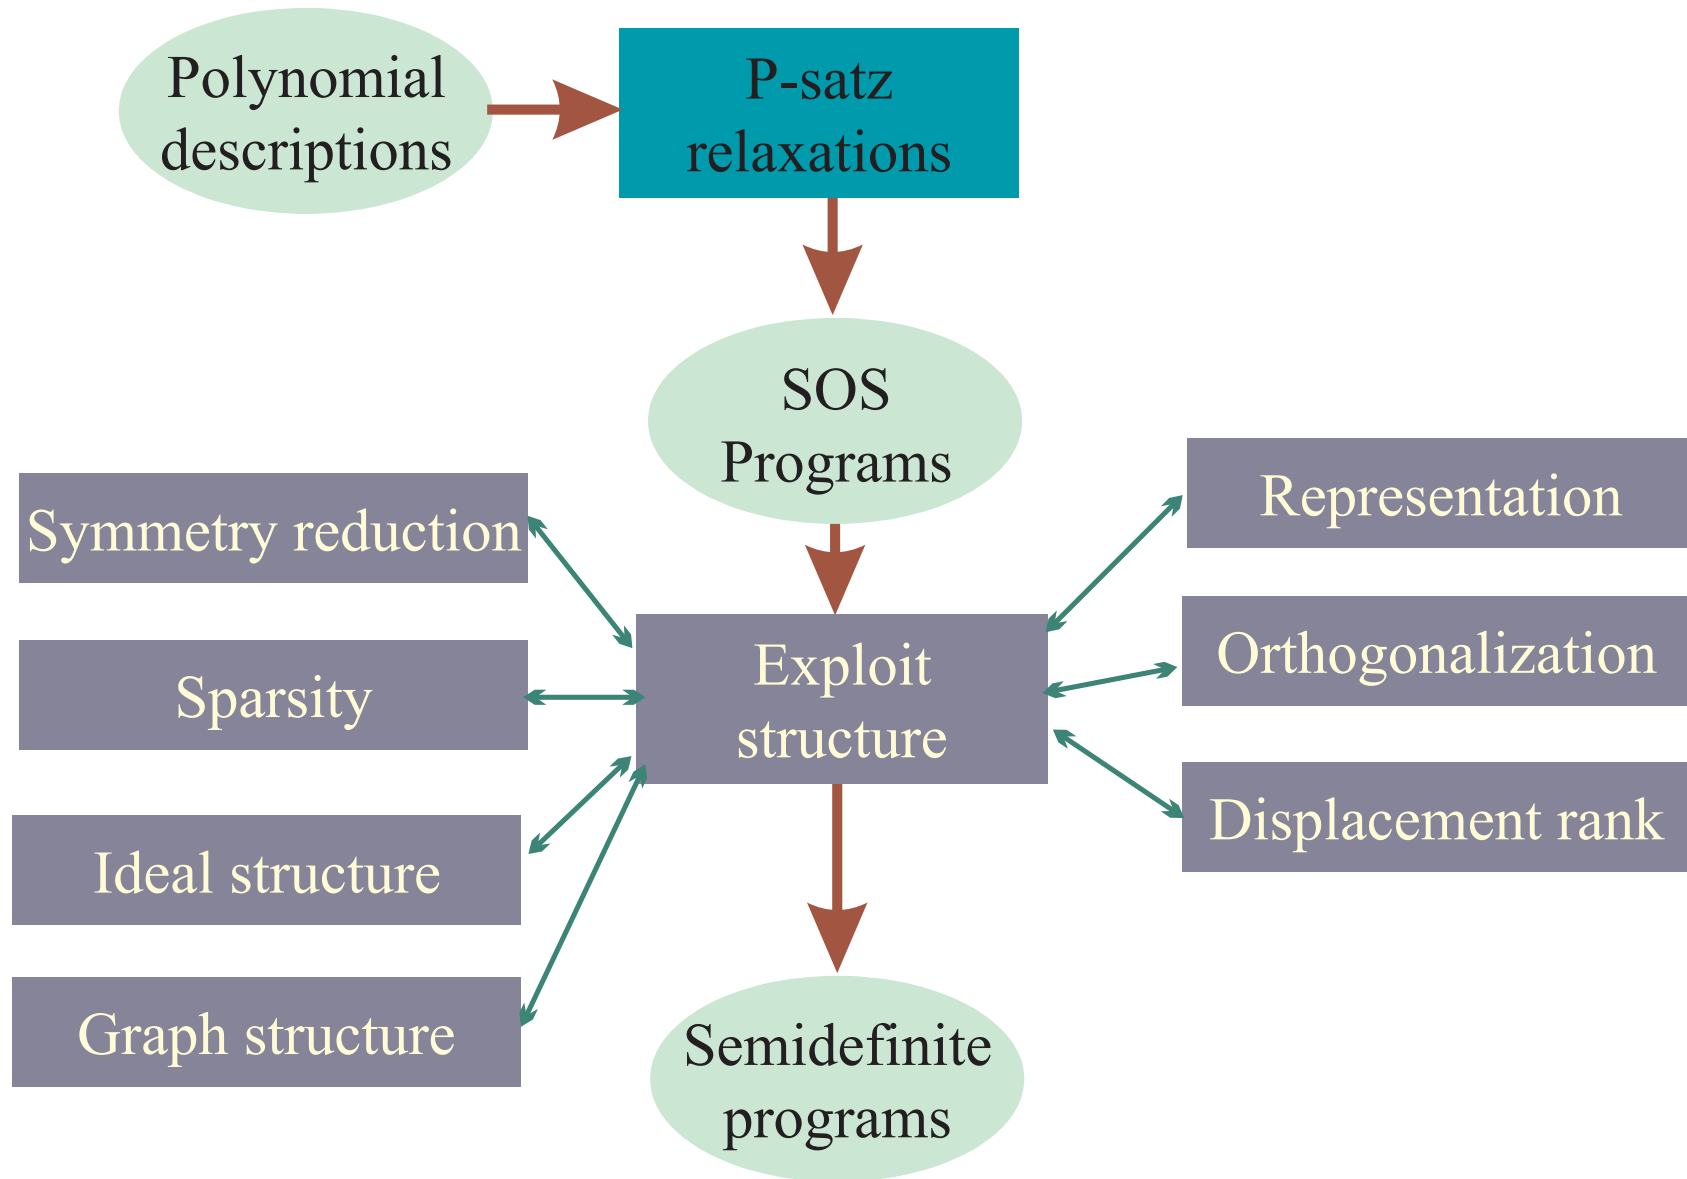 Polynomial
descriptions
P-satz
relaxations
SOS
Programs
Symmetry reduction
Sparsity
Ideal structure
Graph structure
Exploit
structure
Representation
Orthogonalization
Displacement rank
Semidefinite
programs